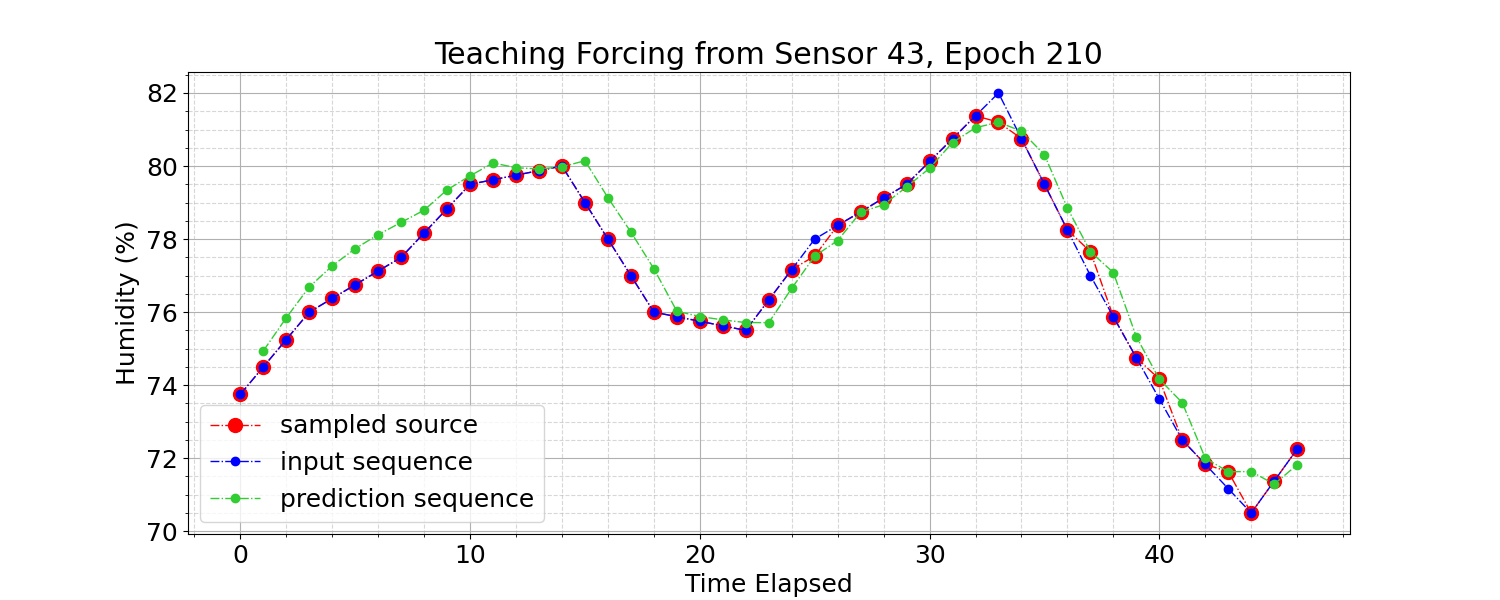 Teaching Forcing from Sensor 43, Epoch 210
82
80
78
76
74
72
70
Humidity (%)
sampled source
input sequence
prediction sequence
0 10 20 30 40
Time Elapsed